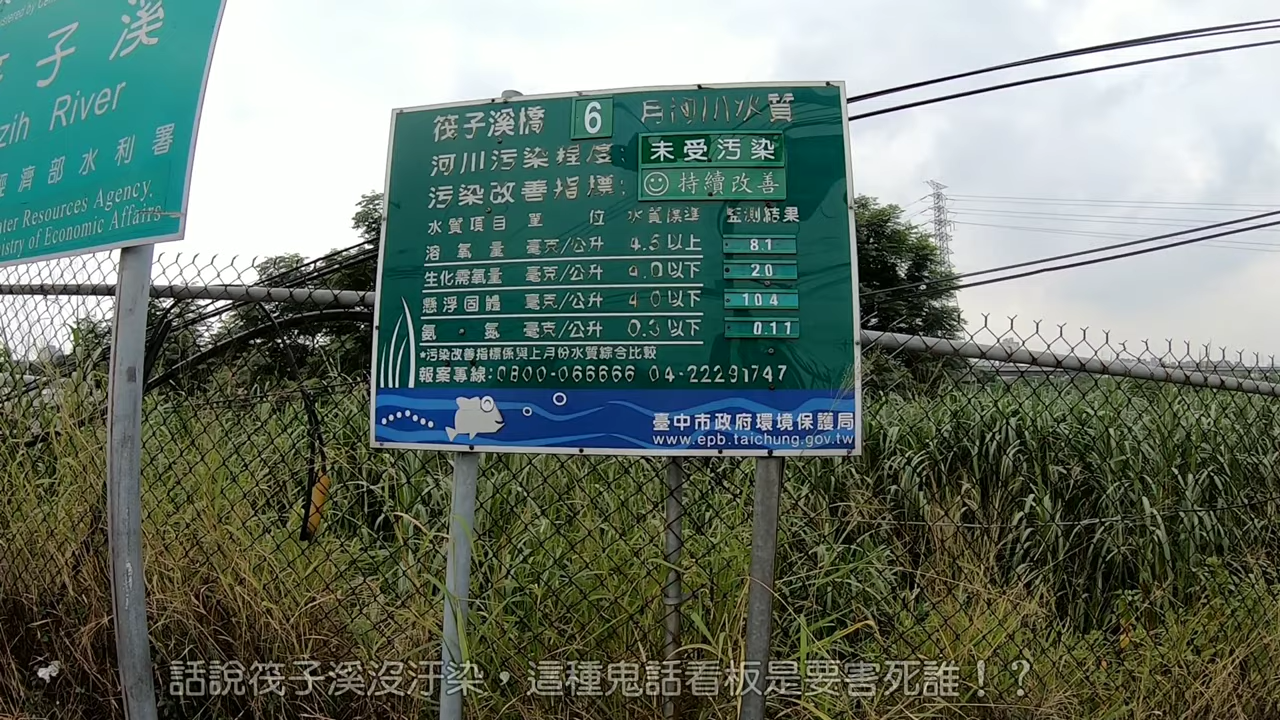 子溪
zih River
經濟部水利署
ater Resources Agency,
nistry of Economic Affairs
筏子溪橋 6 月河川水質
河川污染程度: 未受污染
污染改善指標: 持續改善
水質項目 單位 水質標準 監測結果
溶氧量 毫克/公升 4.5以上 8.1
生化需氧量 毫克/公升 4.0以下 2.0
懸浮固體 毫克/公升 40以下 10.4
氨・氮 毫克/公升 0.3以下 0.11
*污染改善指標係與上月份水質綜合比較
報案專線:0800-066666 04-22291747
臺中市政府環境保護局
www.epb.taichung.gov.tw
話說筏子溪沒汙染，這種鬼話看板是要害死誰！？